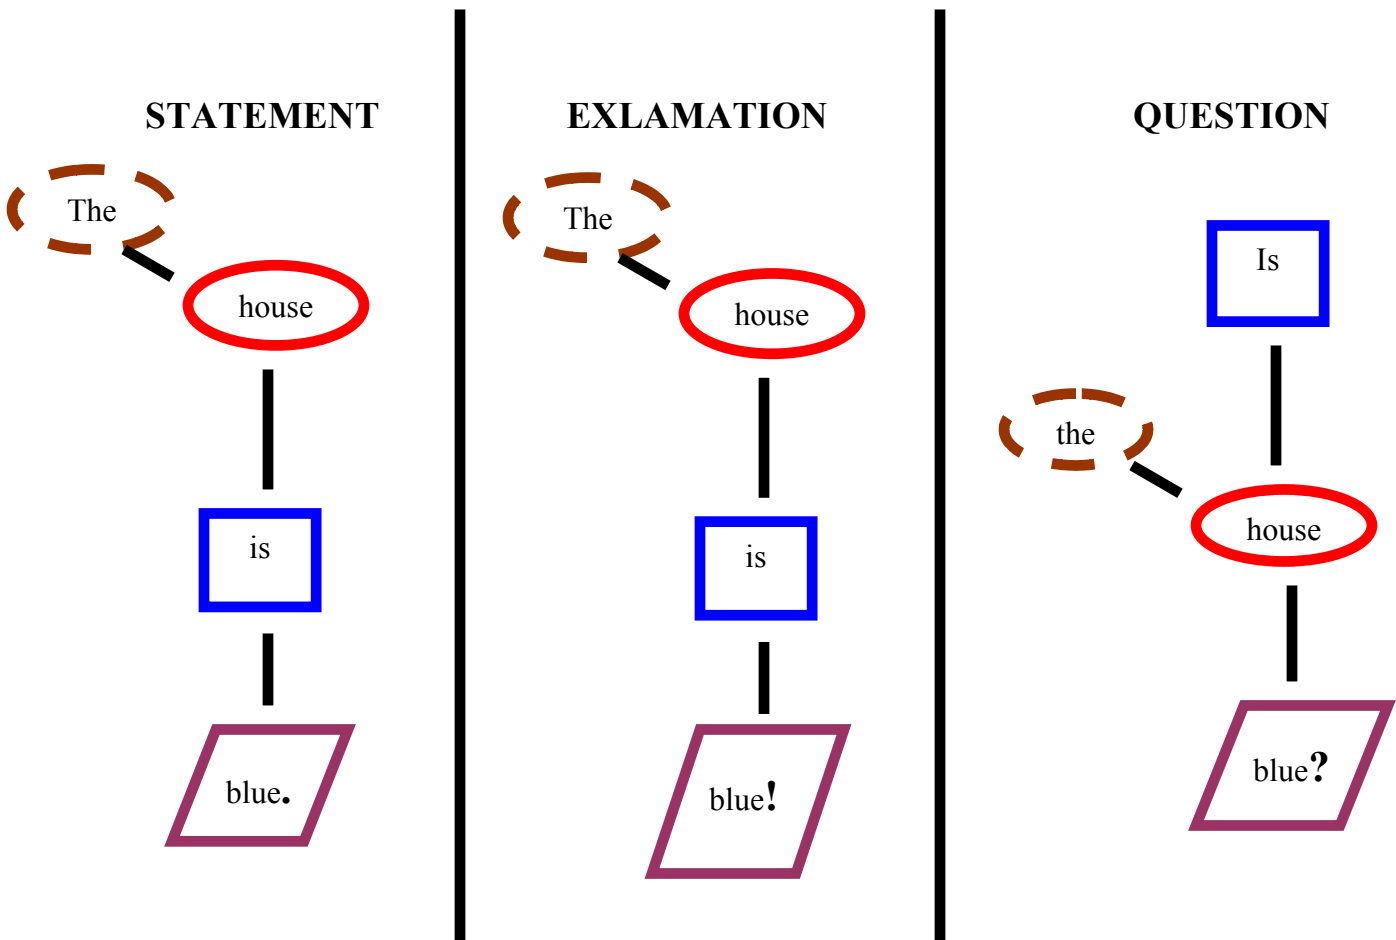 STATEMENT
The
house
is
blue.
EXLAMATION
The
house
is
blue!
QUESTION
Is
the
house
blue?